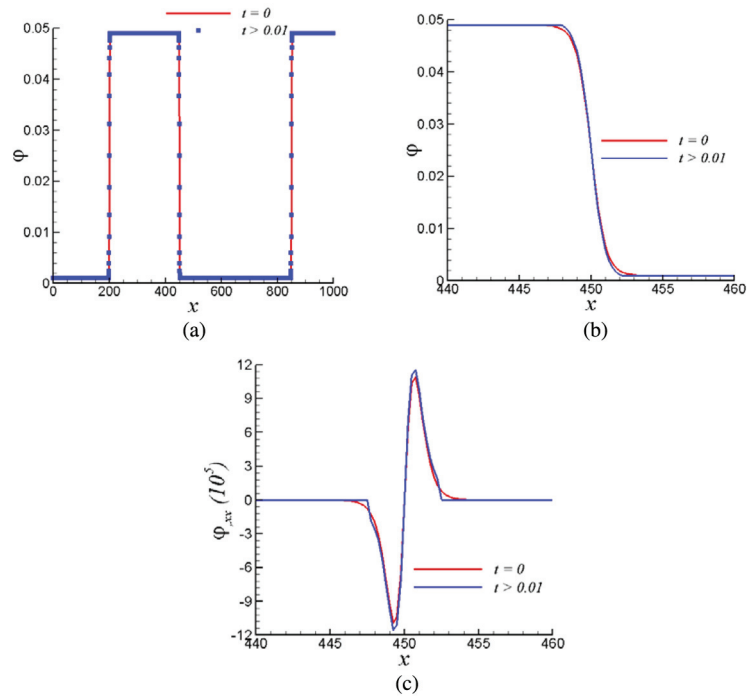 t = 0
t > 0.01
0.05
0.04
0.03
0.02
0.01
0
φ
0 200 400 600 800 1000
x
(a)
0.05
0.04
0.03
0.02
0.01
0
φ
t = 0
t > 0.01
440 445 450 455 460
x
(b)
12
9
6
3
0
-3
-6
-9
-12
φ,xx (10^-5)
t = 0
t > 0.01
440 445 450 455 460
x
(c)